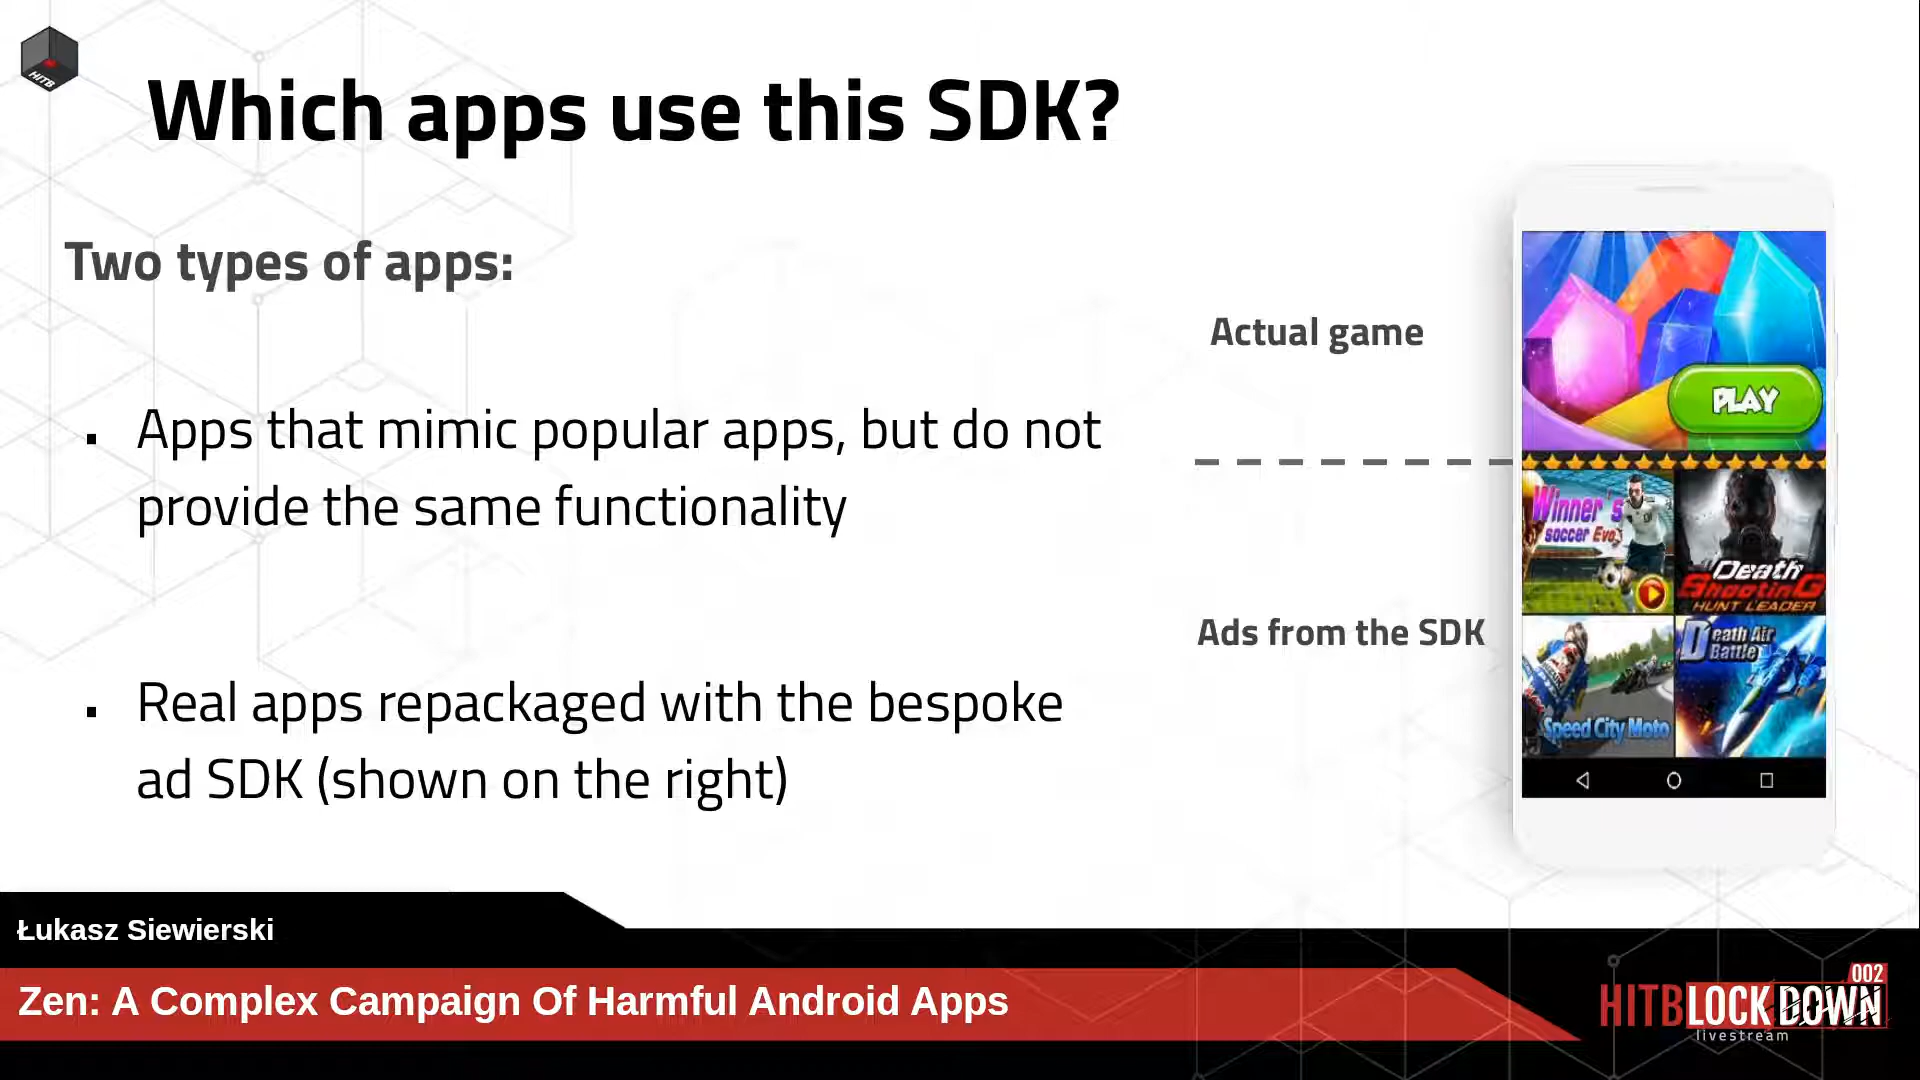 HITB
Which apps use this SDK?
Two types of apps:
Apps that mimic popular apps, but do not
provide the same functionality
Real apps repackaged with the bespoke
ad SDK (shown on the right)
Actual game
Ads from the SDK
PLAY
Winner's
soccer Evo
Death
Shooting
HUNT LEADER
Speed City Moto
Death Air
Battle
Łukasz Siewierski
Zen: A Complex Campaign Of Harmful Android Apps
002
HITBLOCKDOWN
livestream